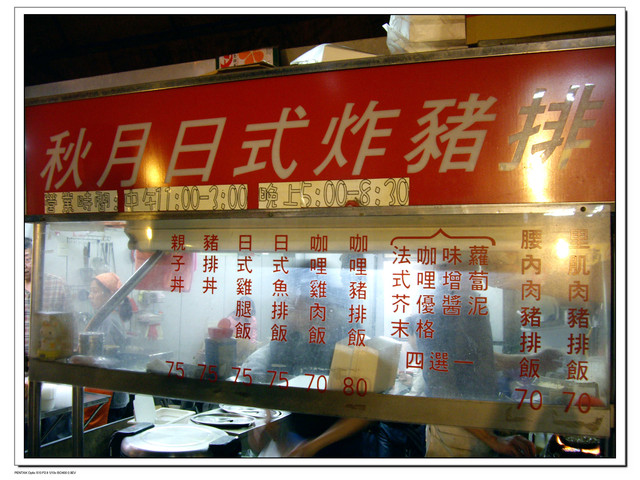 秋月日式炸豬排
營業時間: 中午11:00-3:00 晚上5:00-8:30
里肌肉豬排飯 70
腰內肉豬排飯 70
蘿蔔泥
味增醬
咖哩優格
法式芥末
四選一
咖哩豬排飯 80
咖哩雞肉飯 70
日式魚排飯 75
日式雞腿飯 75
豬排丼 75
親子丼 75